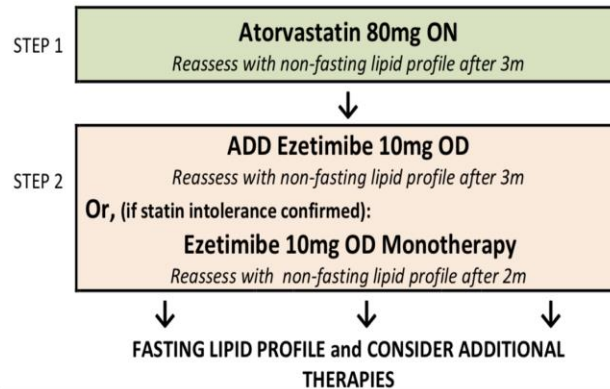 STEP 1
Atorvastatin 80mg ON
Reassess with non-fasting lipid profile after 3m
STEP 2
ADD Ezetimibe 10mg OD
Reassess with non-fasting lipid profile after 3m
Or, (if statin intolerance confirmed):
Ezetimibe 10mg OD Monotherapy
Reassess with non-fasting lipid profile after 2m
FASTING LIPID PROFILE and CONSIDER ADDITIONAL
THERAPIES